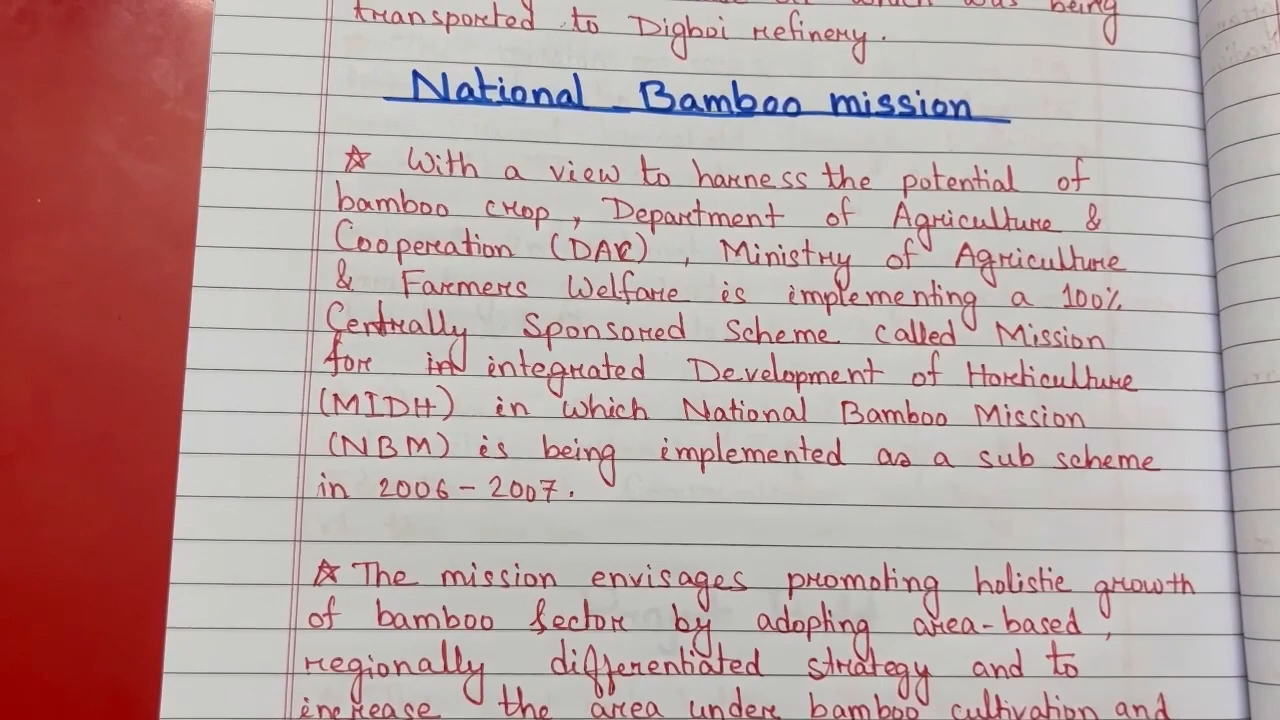 which was being
transported to Digboi refinery.
National Bamboo mission
☆ With a view to harness the potential of
bamboo crop, Department of Agriculture &
Cooperation (DAC), Ministry of Agriculture
& Farmers Welfare is implementing a 100%
Centrally Sponsored Scheme called Mission
for in integrated Development of Horticulture
(MIDH) in which National Bamboo Mission
(NBM) is being implemented as a sub scheme
in 2006-2007.
☆ The mission envisages promoting holistic growth
of bamboo sector by adopting area-based,
regionally differentiated strategy and to
increase the area under bamboo cultivation and